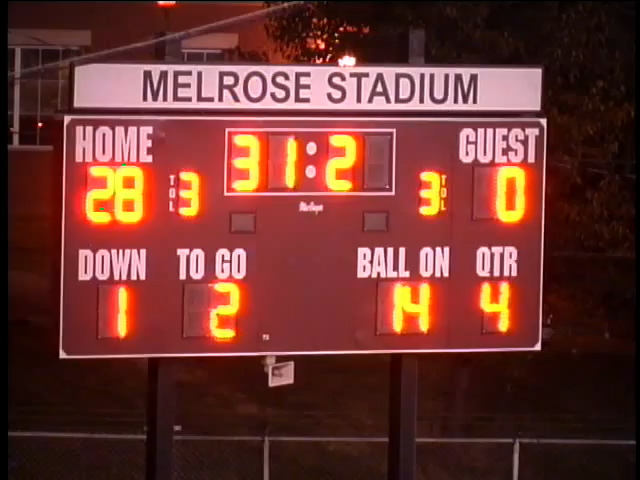 MELROSE STADIUM
HOME 31:2 GUEST
28 TOL 3 3 TOL 0
DOWN TO GO BALL ON QTR
1 2 14 4